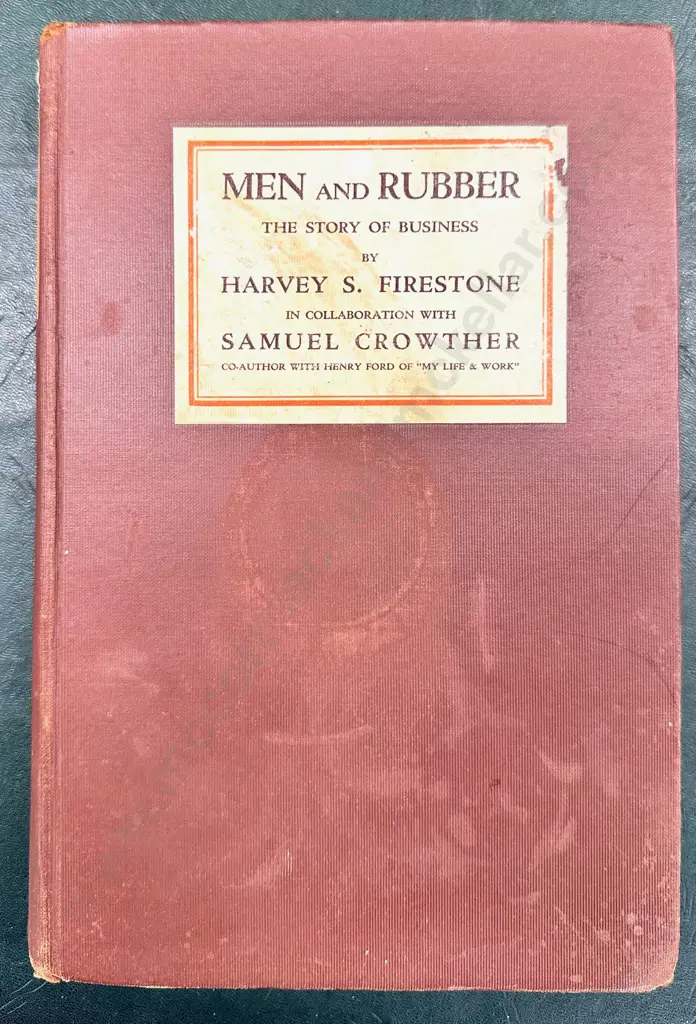 MEN AND RUBBER
THE STORY OF BUSINESS
BY
HARVEY S. FIRESTONE
IN COLLABORATION WITH
SAMUEL CROWTHER
CO-AUTHOR WITH HENRY FORD OF "MY LIFE & WORK"